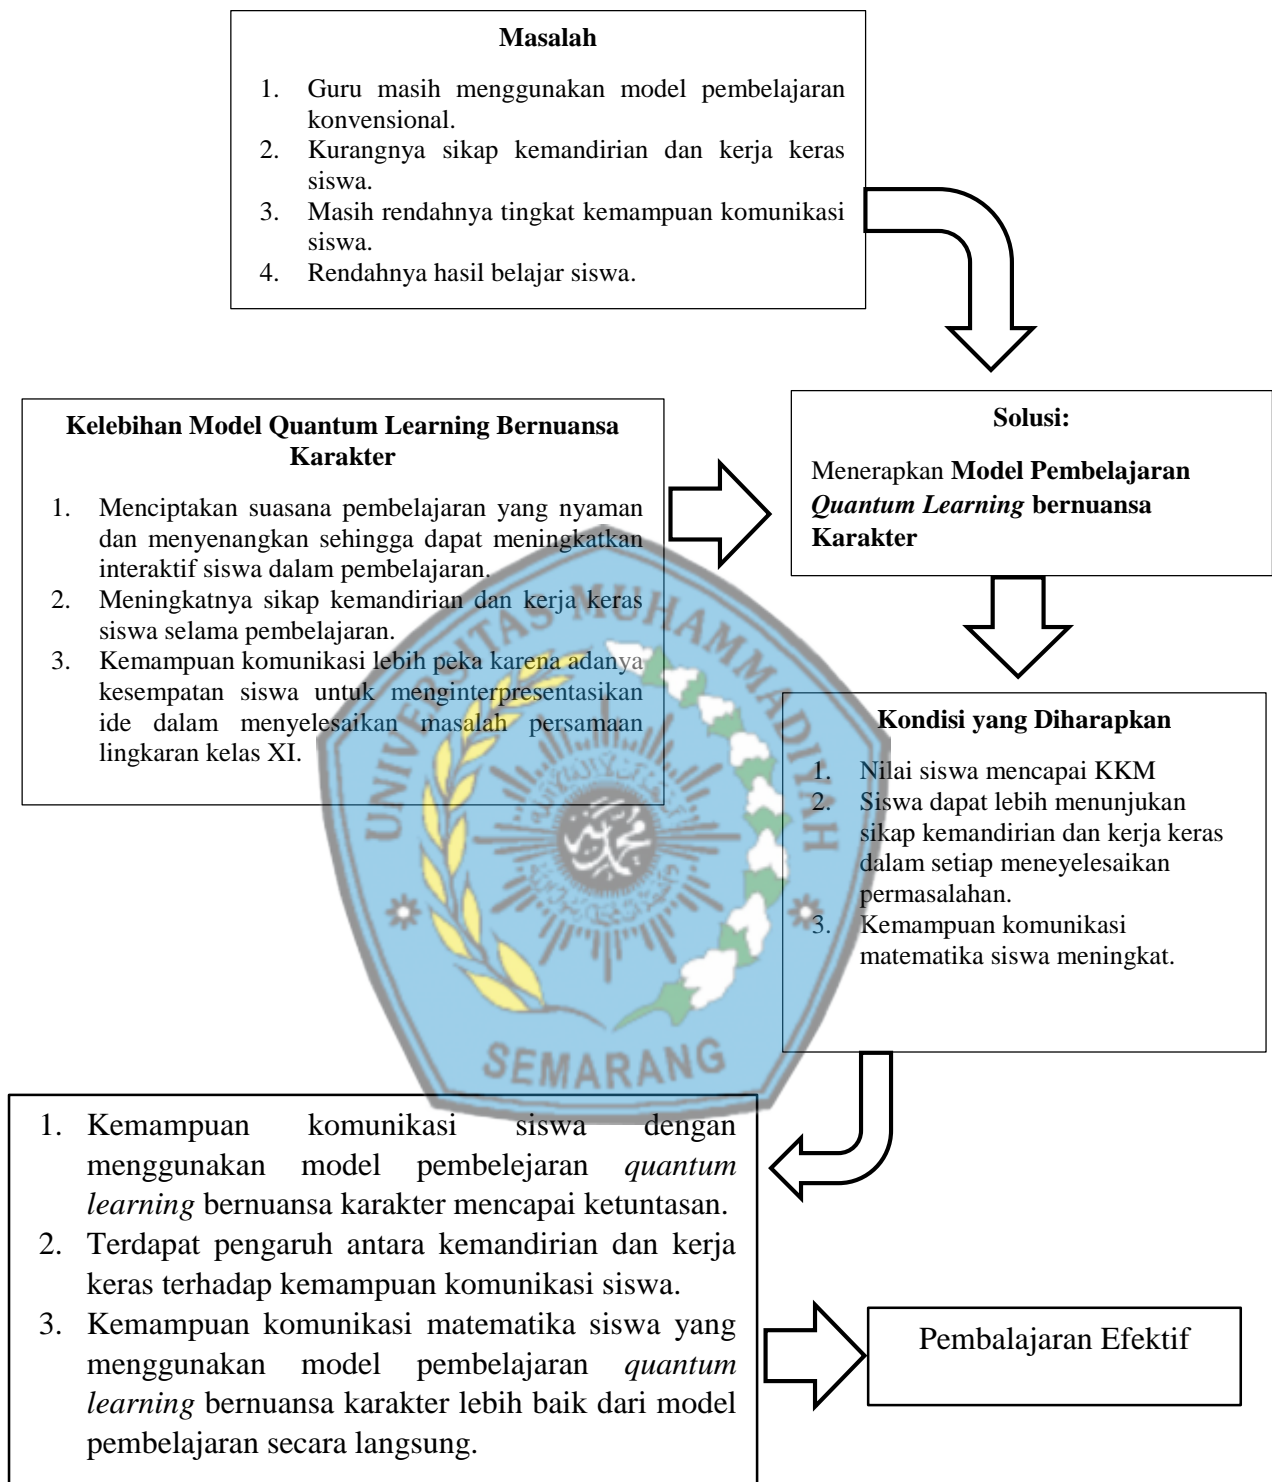 Masalah
1. Guru masih menggunakan model pembelajaran
konvensional.
2. Kurangnya sikap kemandirian dan kerja keras
siswa.
3. Masih rendahnya tingkat kemampuan komunikasi
siswa.
4. Rendahnya hasil belajar siswa.
Kelebihan Model Quantum Learning Bernuansa
Karakter
1. Menciptakan suasana pembelajaran yang nyaman
dan menyenangkan sehingga dapat meningkatkan
interaktif siswa dalam pembelajaran.
2. Meningkatnya sikap kemandirian dan kerja keras
siswa selama pembelajaran.
3. Kemampuan komunikasi lebih peka karena adanya
kesempatan siswa untuk menginterpresentasikan
ide dalam menyelesaikan masalah persamaan
lingkaran kelas XI.
Solusi:
Menerapkan Model Pembelajaran
Quantum Learning bernuansa
Karakter
Kondisi yang Diharapkan
1. Nilai siswa mencapai KKM
2. Siswa dapat lebih menunjukan
sikap kemandirian dan kerja keras
dalam setiap meneyelesaikan
permasalahan.
3. Kemampuan komunikasi
matematika siswa meningkat.
UNIVERSITAS MUHAMMADIYAH
SEMARANG
1. Kemampuan komunikasi siswa dengan
menggunakan model pembelejaran quantum
learning bernuansa karakter mencapai ketuntasan.
2. Terdapat pengaruh antara kemandirian dan kerja
keras terhadap kemampuan komunikasi siswa.
3. Kemampuan komunikasi matematika siswa yang
menggunakan model pembelajaran quantum
learning bernuansa karakter lebih baik dari model
pembelajaran secara langsung.
Pembalajaran Efektif